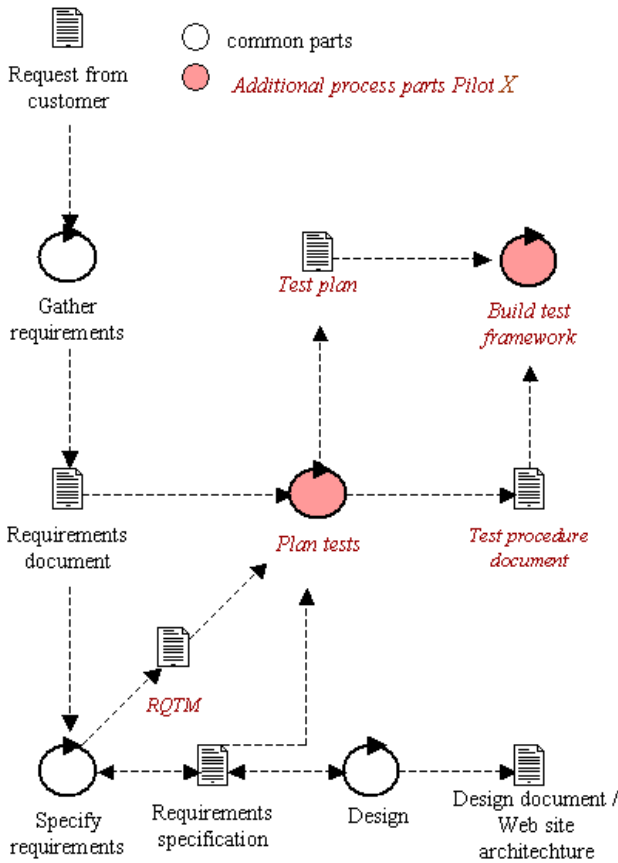 Request from
customer
common parts
Additional process parts Pilot X
Gather
requirements
Test plan
Build test
framework
Requirements
document
Plan tests
Test procedure
document
RQTM
Specify
requirements
Requirements
specification
Design
Design document /
Web site
architechture